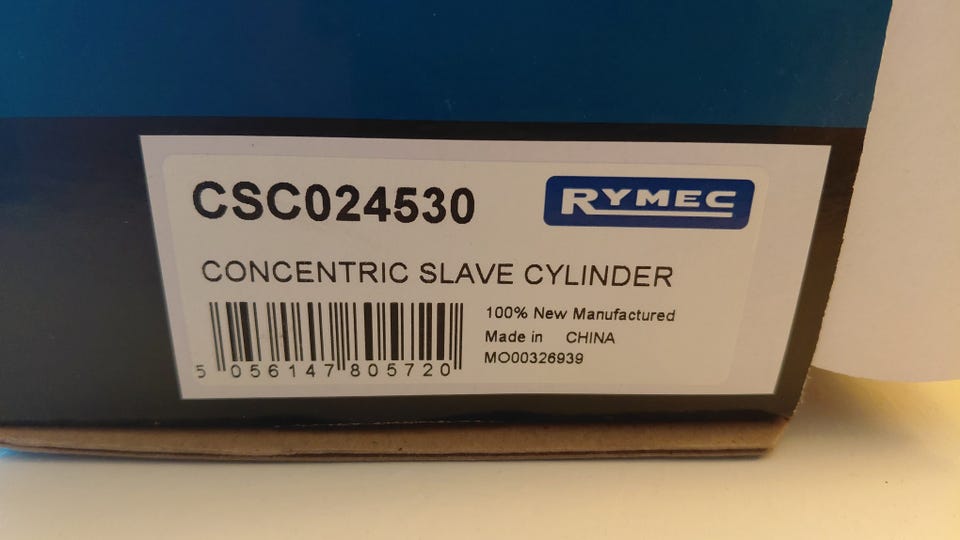 CSC024530
RYMEC
CONCENTRIC SLAVE CYLINDER
100% New Manufactured
Made in CHINA
MO00326939
5 056147 805720